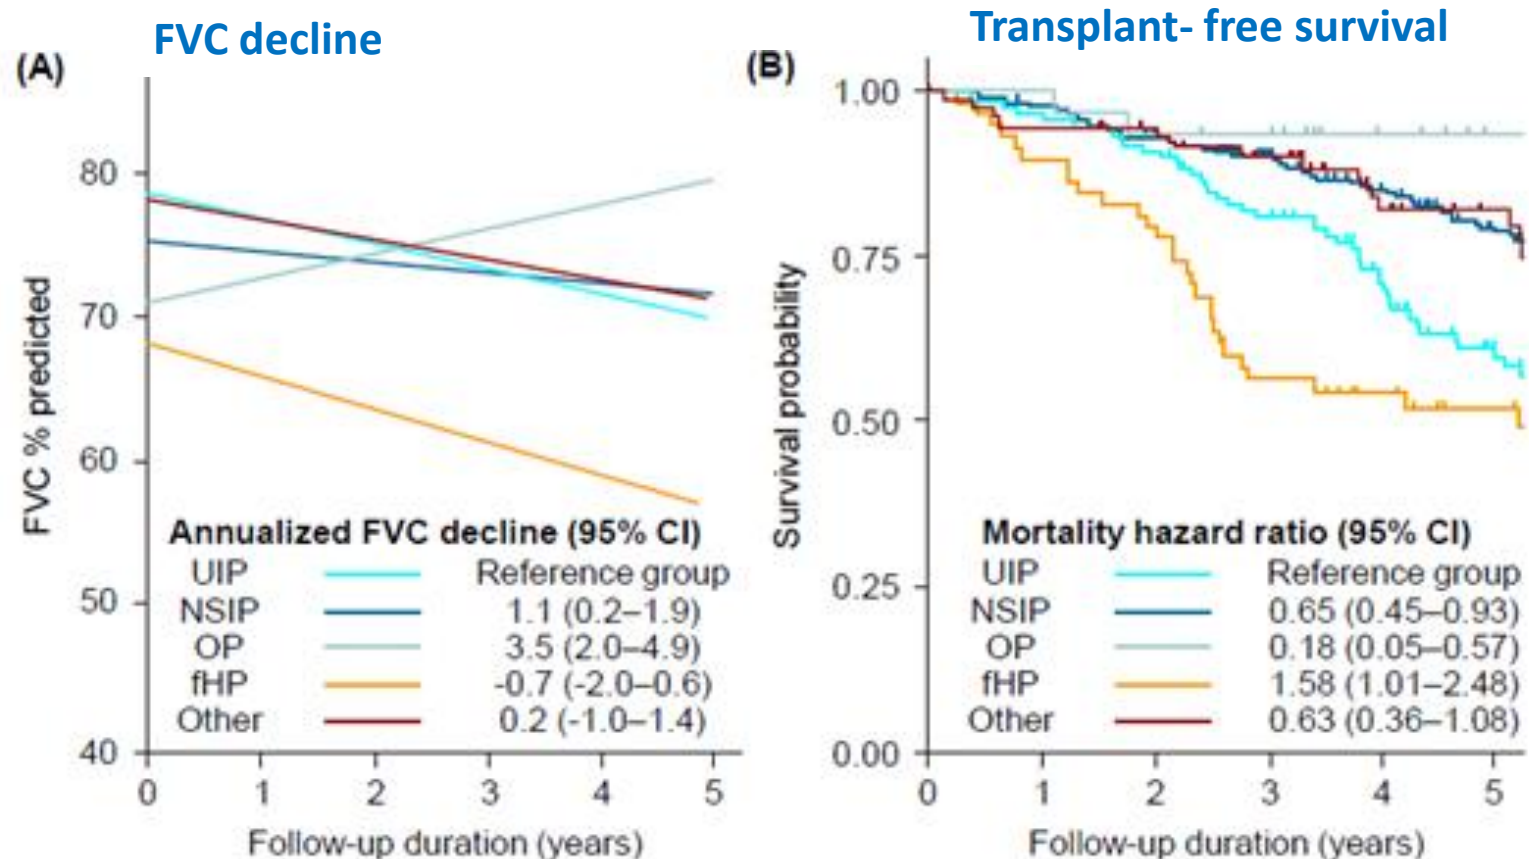 FVC decline
Transplant- free survival
(A)
FVC % predicted
80
70
60
50
40
0 1 2 3 4 5
Follow-up duration (years)
Annualized FVC decline (95% CI)
UIP Reference group
NSIP 1.1 (0.2–1.9)
OP 3.5 (2.0–4.9)
fHP -0.7 (-2.0–0.6)
Other 0.2 (-1.0–1.4)
(B)
Survival probability
1.00
0.75
0.50
0.25
0.00
0 1 2 3 4 5
Follow-up duration (years)
Mortality hazard ratio (95% CI)
UIP Reference group
NSIP 0.65 (0.45–0.93)
OP 0.18 (0.05–0.57)
fHP 1.58 (1.01–2.48)
Other 0.63 (0.36–1.08)